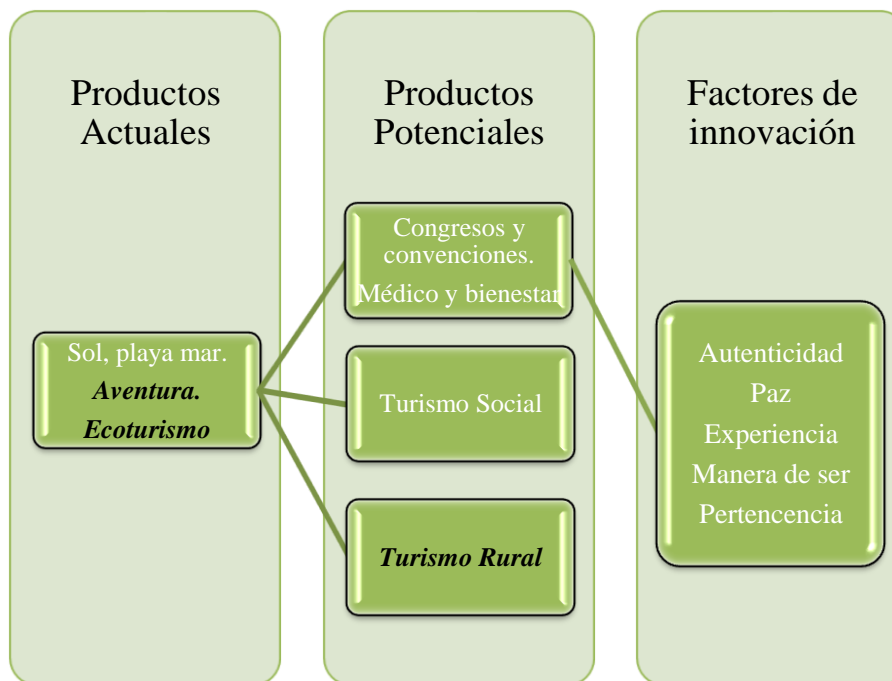 Productos
Actuales
Sol, playa mar.
Aventura.
Ecoturismo
Productos
Potenciales
Congresos y
convenciones.
Médico y bienestar
Turismo Social
Turismo Rural
Factores de
innovación
Autenticidad
Paz
Experiencia
Manera de ser
Pertencencia